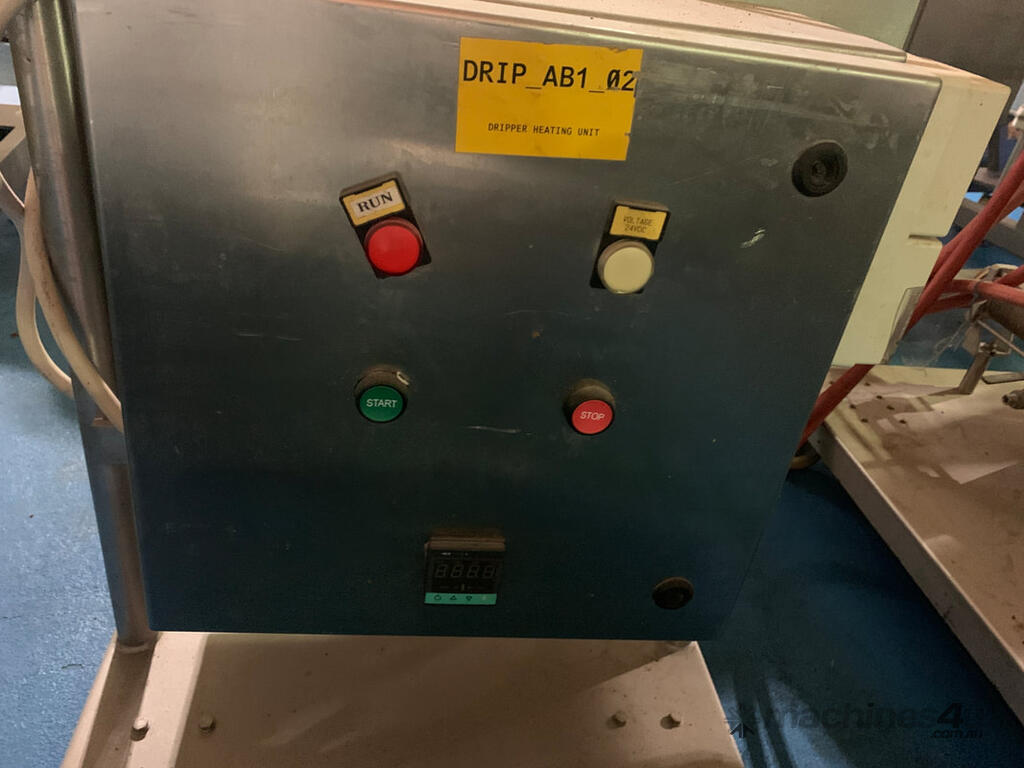 DRIP_AB1_02
DRIPPER HEATING UNIT
RUN
VOLTAGE
24VDC
START
STOP
machines4u
.com.au